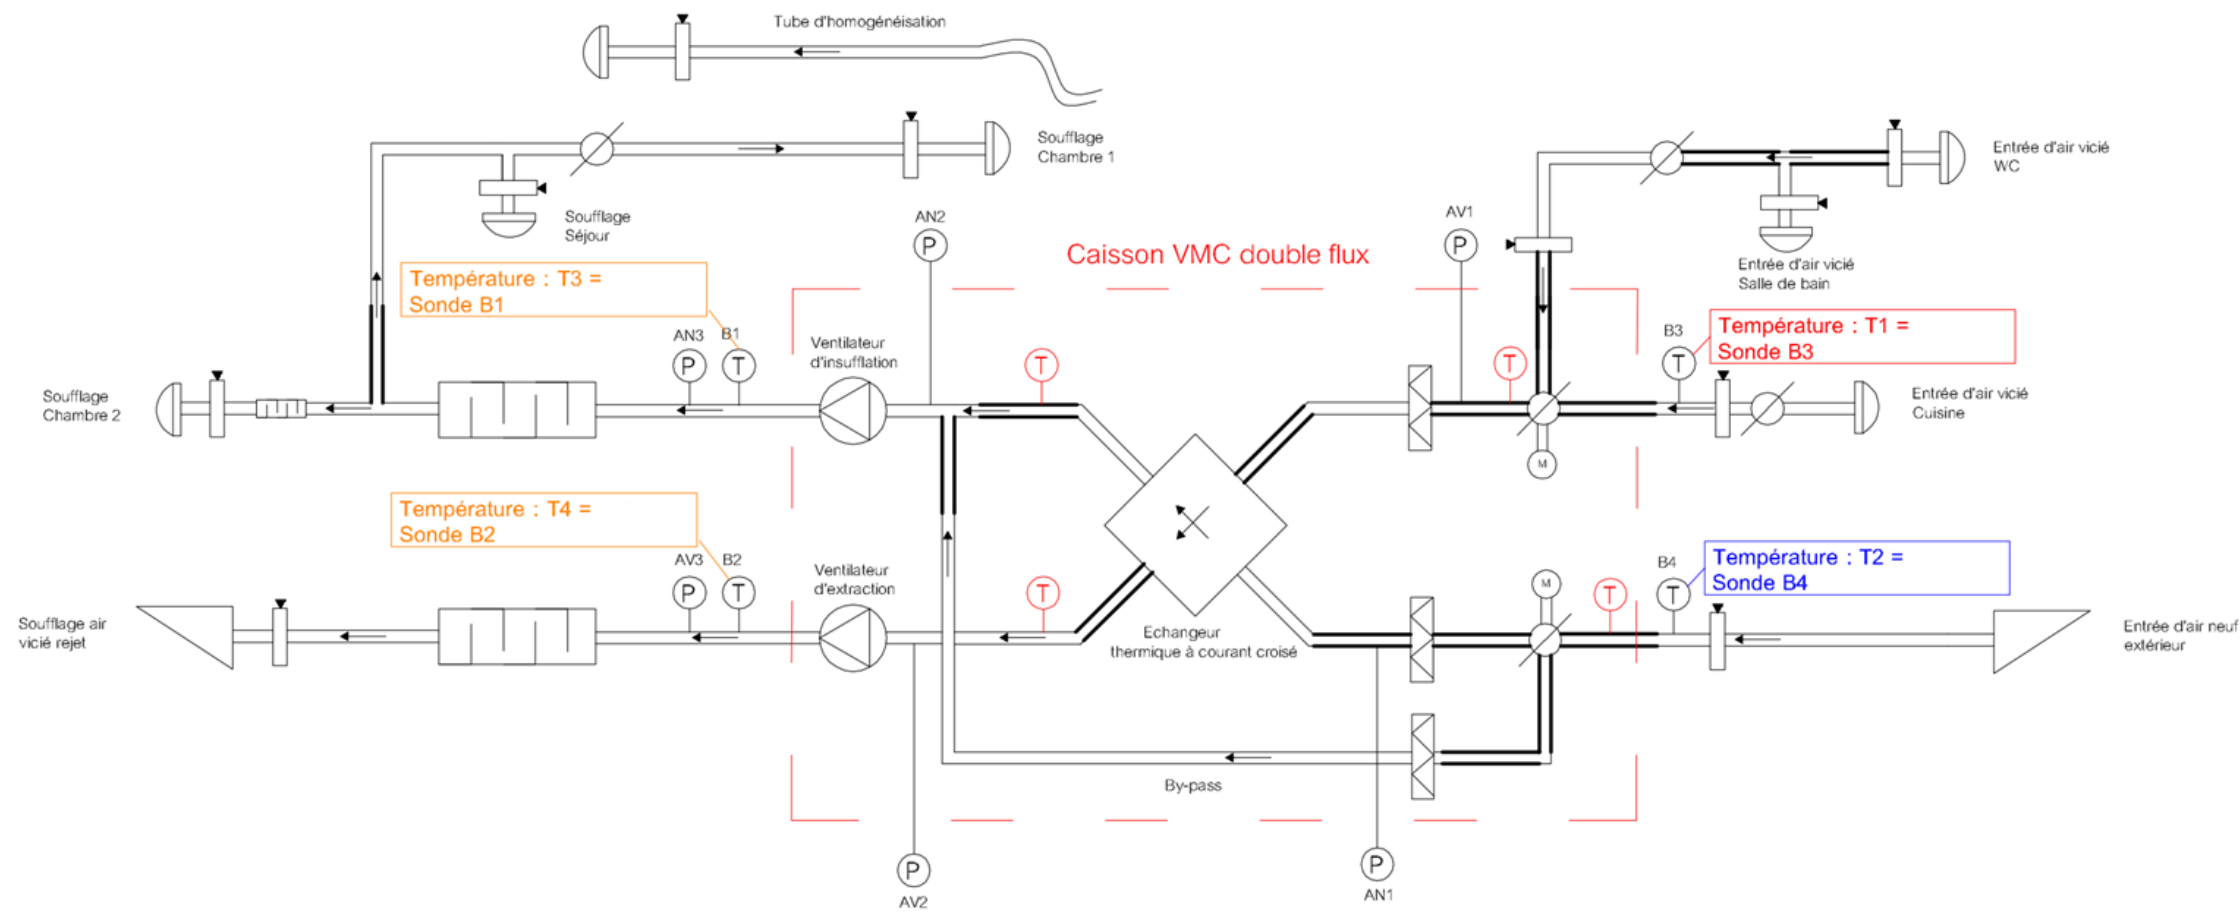 Tube d'homogénéisation
Soufflage
Chambre 1
Entrée d'air vicié
WC
Soufflage
Séjour
AN2
P
AV1
P
Caisson VMC double flux
Entrée d'air vicié
Salle de bain
Température : T3 =
Sonde B1
AN3
P
B1
T
Ventilateur
d'insufflation
T
T
B3
T
Température : T1 =
Sonde B3
Soufflage
Chambre 2
Entrée d'air vicié
Cuisine
M
Température : T4 =
Sonde B2
AV3
P
B2
T
Ventilateur
d'extraction
T
M
T
B4
T
Température : T2 =
Sonde B4
Soufflage air
vicié rejet
Echangeur
thermique à courant croisé
Entrée d'air neuf
extérieur
By-pass
P
AV2
P
AN1